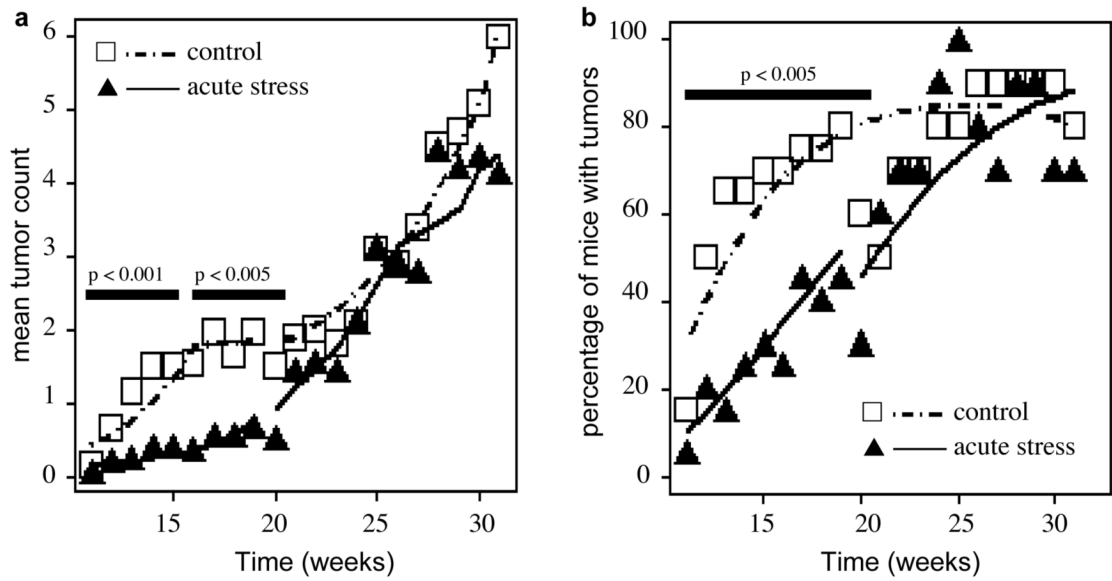 a
6
5
4
3
2
1
0
mean tumor count
control
acute stress
p < 0.001
p < 0.005
15
20
25
30
Time (weeks)
b
100
80
60
40
20
0
percentage of mice with tumors
p < 0.005
control
acute stress
15
20
25
30
Time (weeks)